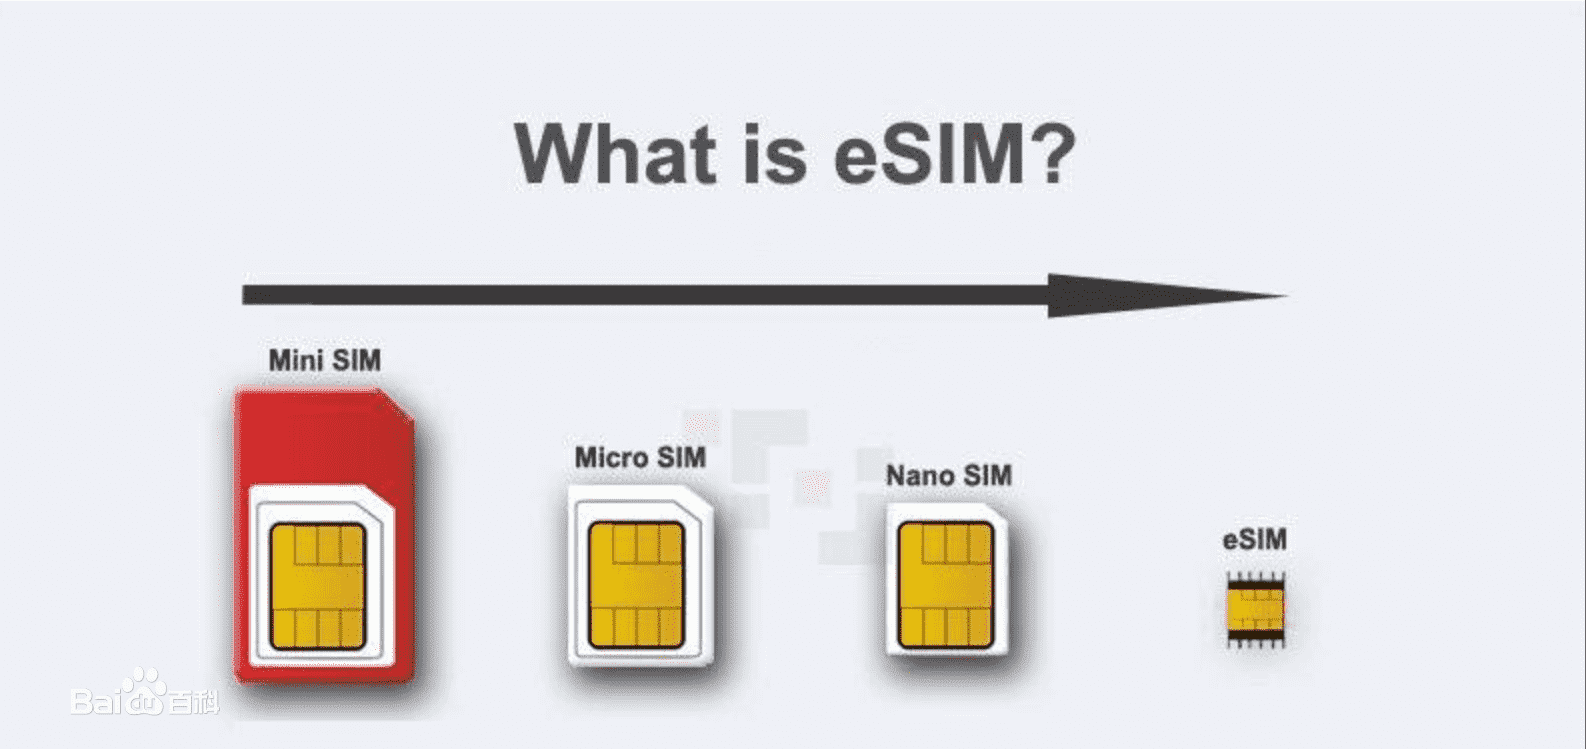 What is eSIM?
Mini SIM
Micro SIM
Nano SIM
eSIM
Bai百科